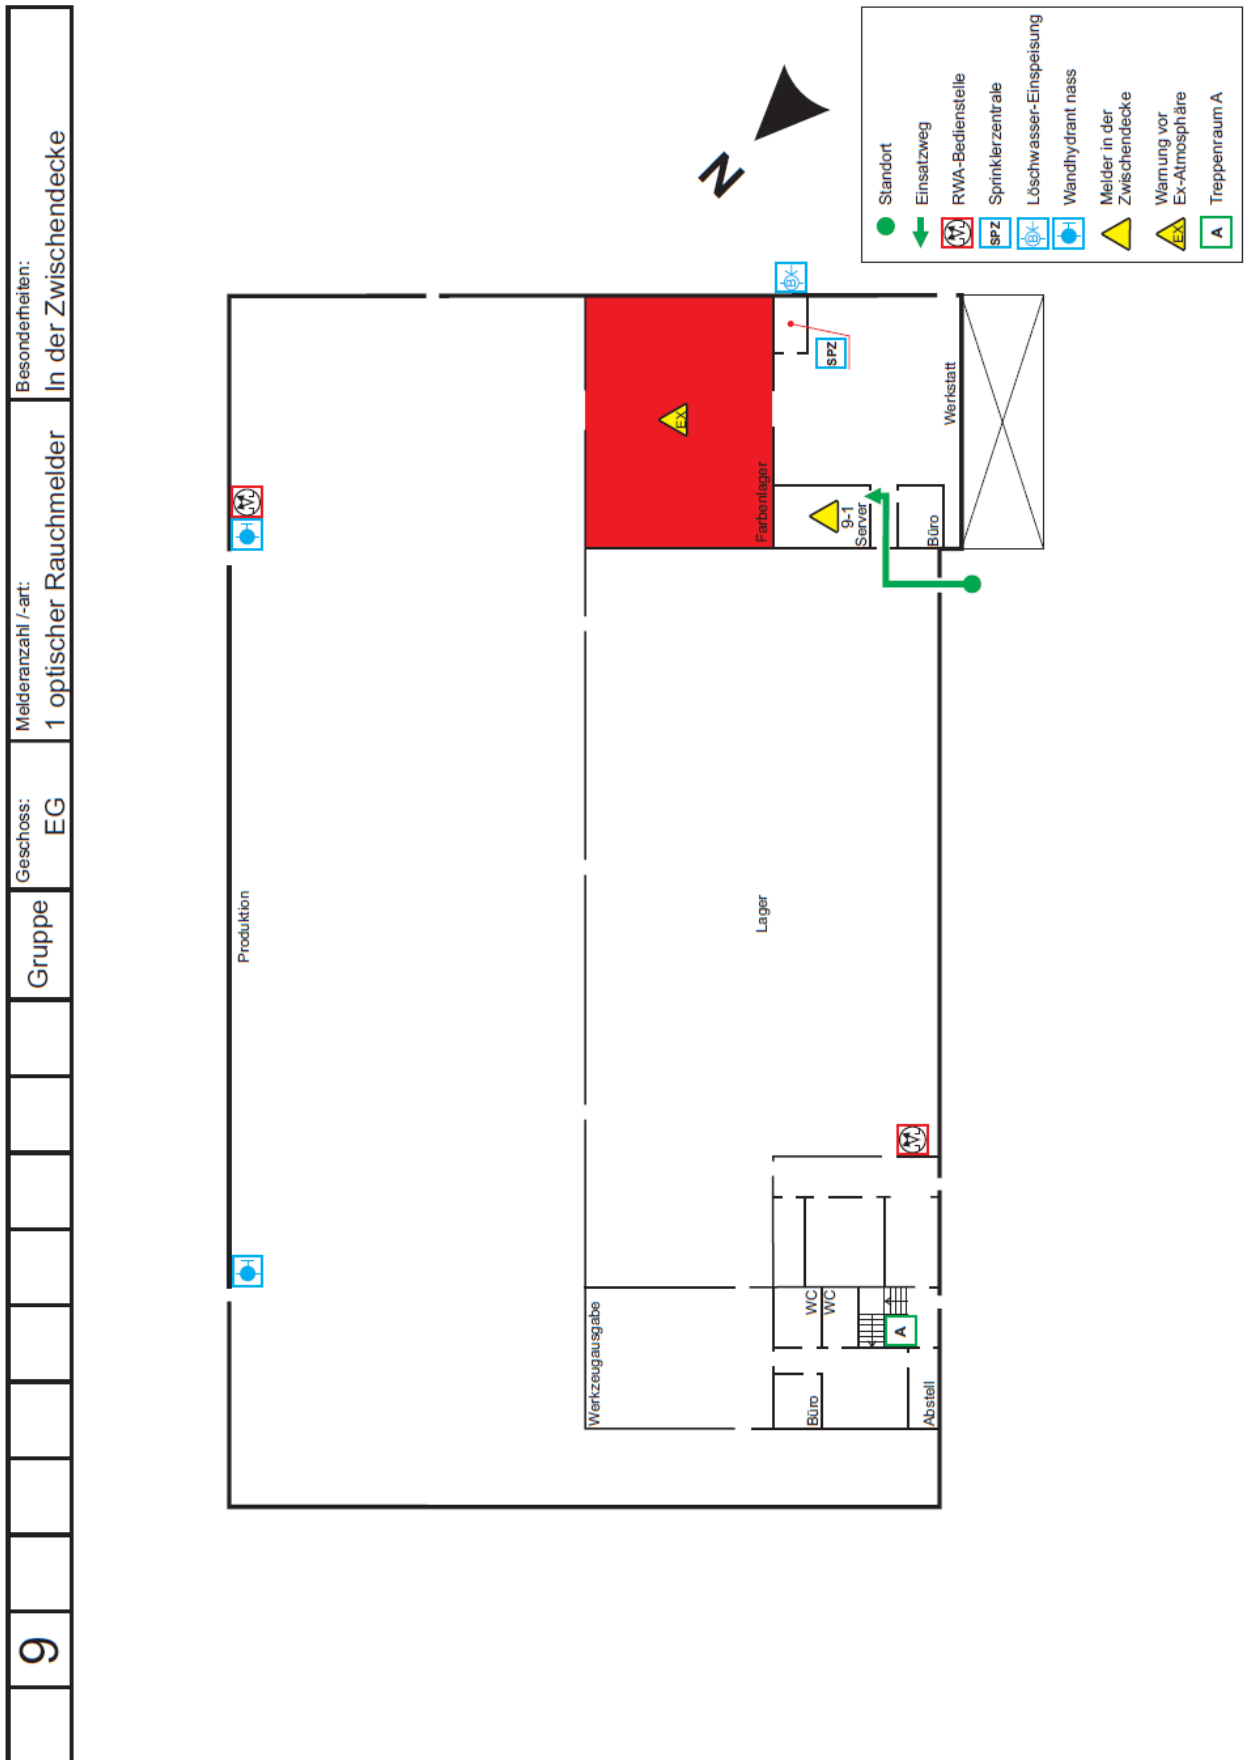 9
Gruppe
Geschoss:
EG
Melderanzahl /-art:
1 optischer Rauchmelder
Besonderheiten:
In der Zwischendecke
Produktion
Werkzeugausgabe
Büro
Abstell
WC
WC
A
Lager
Farbenlager
EX
9-1
Server
Büro
SPZ
B
Werkstatt
N
Standort
Einsatzweg
RWA-Bedienstelle
SPZ
Sprinklerzentrale
B
Löschwasser-Einspeisung
Wandhydrant nass
Melder in der
Zwischendecke
EX
Warnung vor
Ex-Atmosphäre
A
Treppenraum A